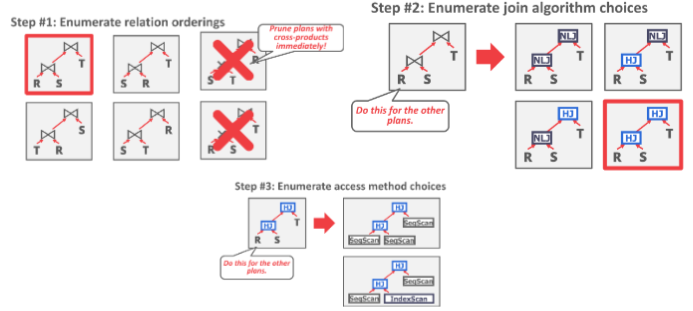 Step #1: Enumerate relation orderings
Prune plans with
cross-products
immediately!
T
R S
T
S R
R
S T
S
T R
R
S T
T
R S
Step #2: Enumerate join algorithm choices
T
R S
Do this for the other
plans.
NLJ
NLJ T
R S
NLJ
HJ T
R S
HJ
NLJ T
R S
HJ
HJ T
R S
Step #3: Enumerate access method choices
HJ
HJ T
R S
Do this for the other
plans.
HJ
HJ SeqScan
SeqScan SeqScan
HJ
HJ SeqScan
SeqScan IndexScan